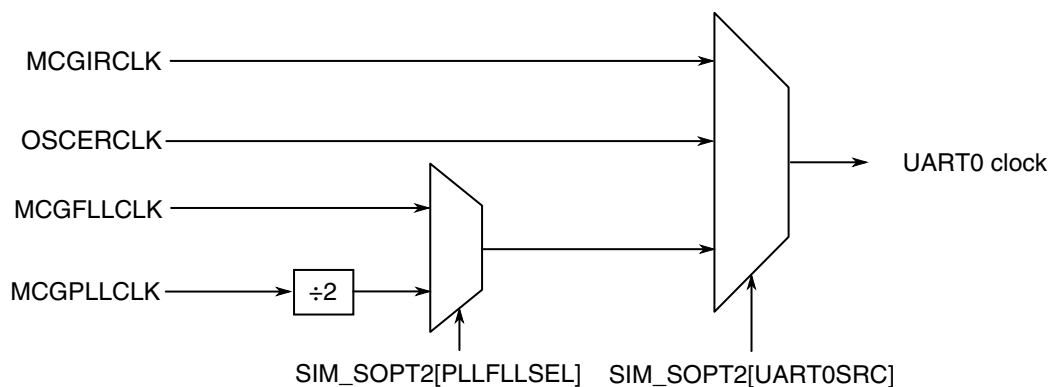 MCGIRCLK
OSCERCLK
UART0 clock
MCGFLLCLK
MCGPLLCLK
÷2
SIM_SOPT2[PLLFLLSEL]
SIM_SOPT2[UART0SRC]